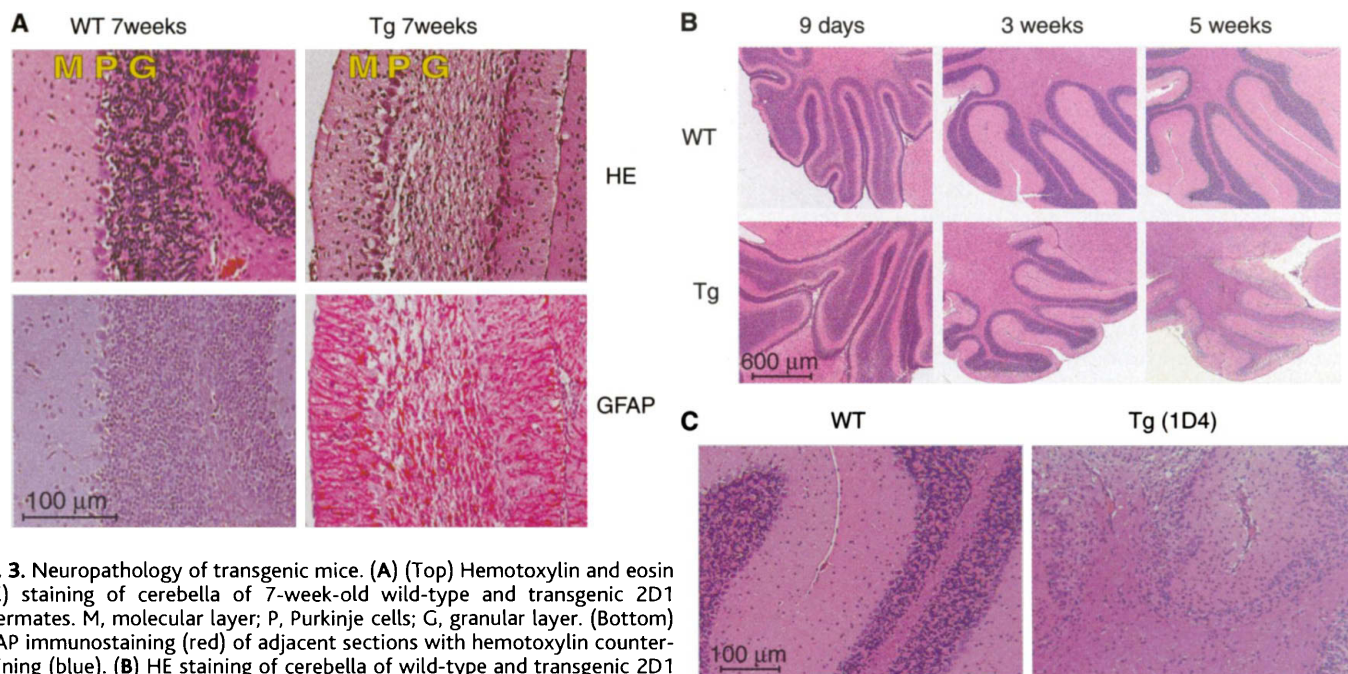 A
WT 7weeks
Tg 7weeks
M P G
M P G
HE
GFAP
100 µm
B
9 days
3 weeks
5 weeks
WT
Tg
600 µm
C
WT
Tg (1D4)
100 µm
3. Neuropathology of transgenic mice. (A) (Top) Hemotoxylin and eosin
) staining of cerebella of 7-week-old wild-type and transgenic 2D1
ermates. M, molecular layer; P, Purkinje cells; G, granular layer. (Bottom)
AP immunostaining (red) of adjacent sections with hemotoxylin counter-
ining (blue). (B) HE staining of cerebella of wild-type and transgenic 2D1